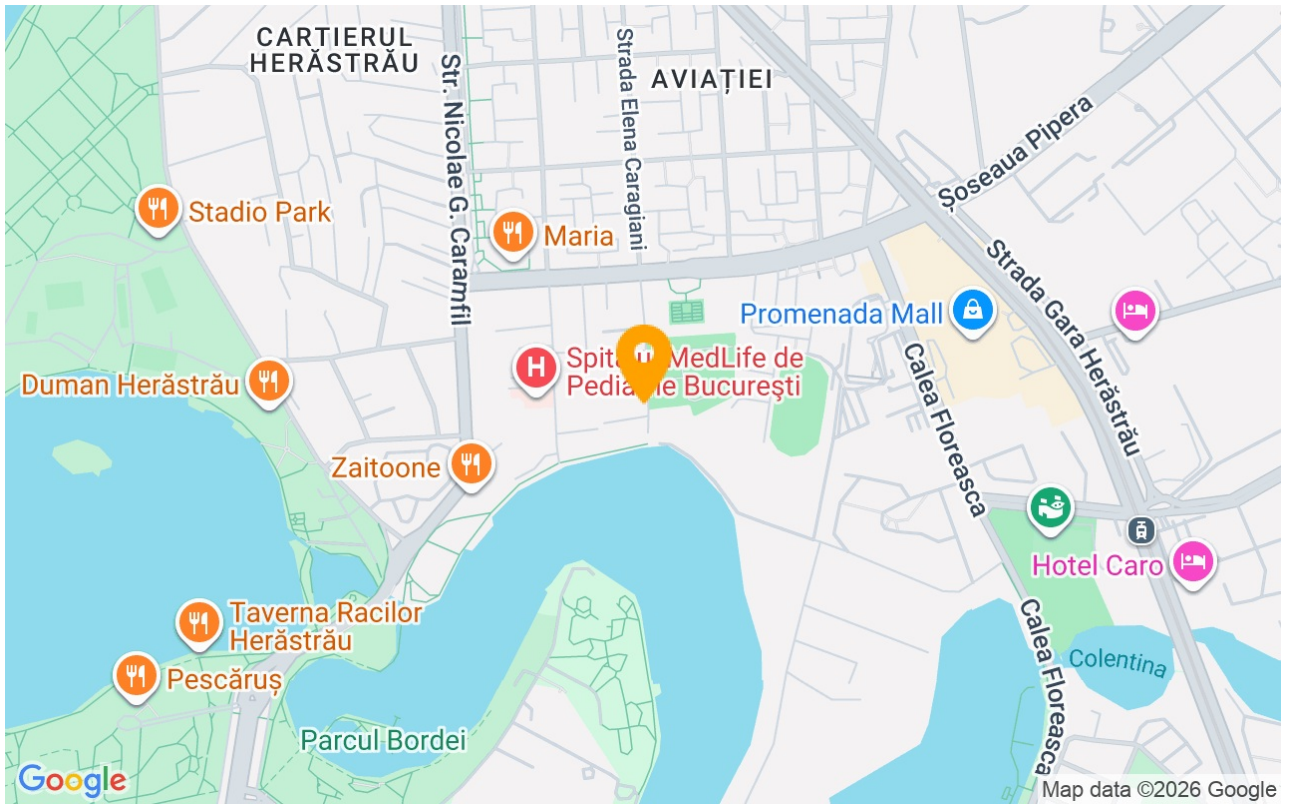 CARTIERUL
HERĂSTRĂU
Str. Nicolae G. Caramfil
Strada Elena Caragiani
AVIAȚIEI
Șoseaua Pipera
Stadio Park
Maria
Strada Gara Herăstrău
Promenada Mall
H
MedLife de
București
Duman Herăstrău
Calea Floreasca
Zaitoone
Hotel Caro
Taverna Racilor
Herăstrău
Calea Floreasca
Colentina
Pescăruș
Parcul Bordei
Google
Map data ©2026 Google